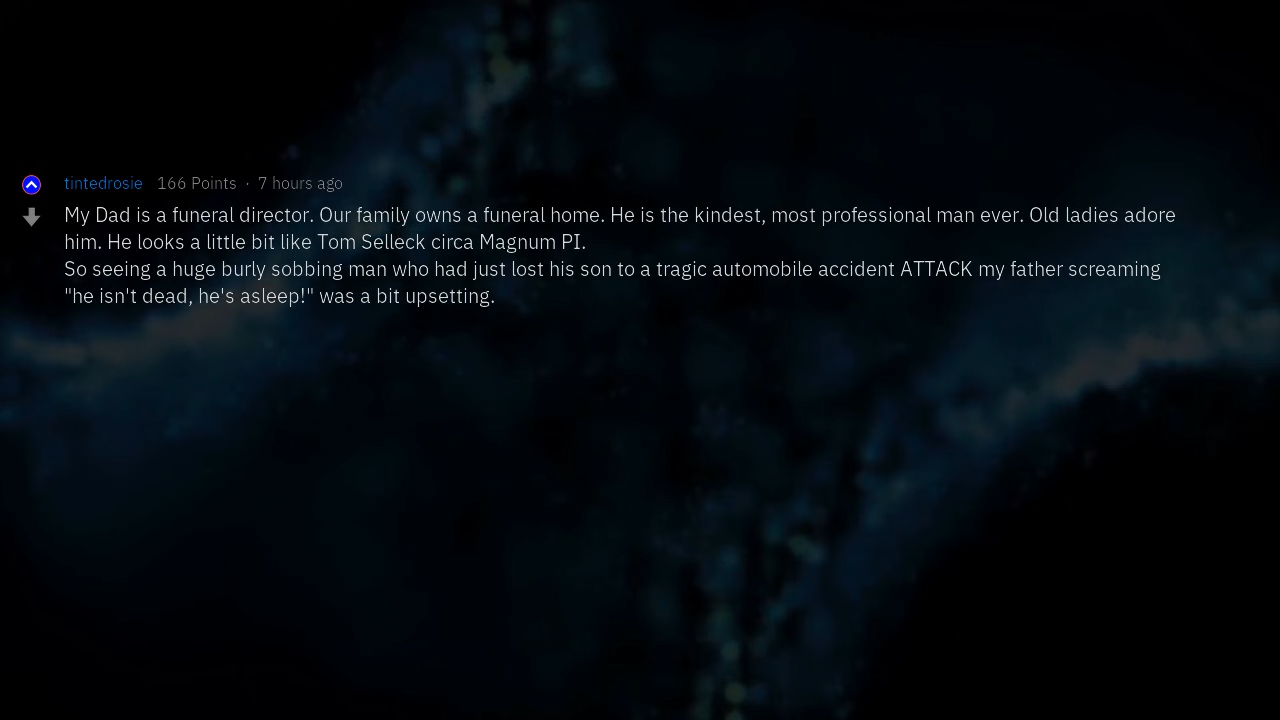 tintedrosie 166 Points · 7 hours ago
My Dad is a funeral director. Our family owns a funeral home. He is the kindest, most professional man ever. Old ladies adore
him. He looks a little bit like Tom Selleck circa Magnum PI.
So seeing a huge burly sobbing man who had just lost his son to a tragic automobile accident ATTACK my father screaming
"he isn't dead, he's asleep!" was a bit upsetting.